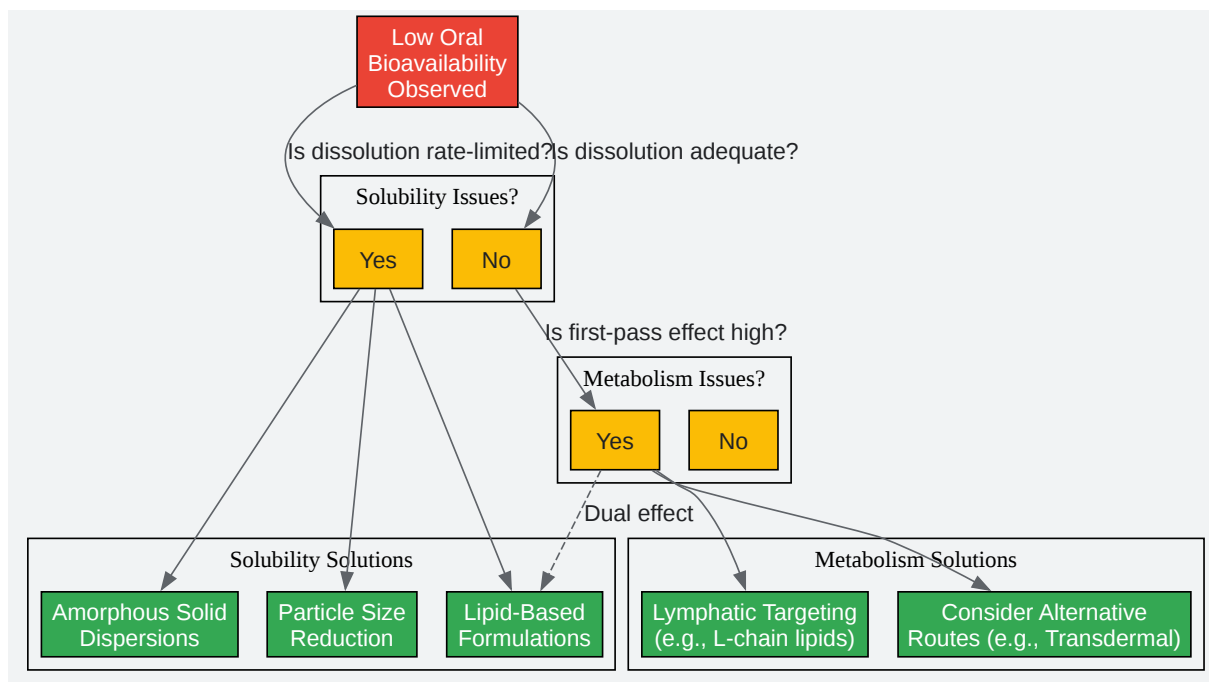 Low Oral
Bioavailability
Observed
Is dissolution rate-limited?
Is dissolution adequate?
Solubility Issues?
Yes
No
Is first-pass effect high?
Metabolism Issues?
Yes
No
Dual effect
Solubility Solutions
Metabolism Solutions
Amorphous Solid
Dispersions
Particle Size
Reduction
Lipid-Based
Formulations
Lymphatic Targeting
(e.g., L-chain lipids)
Consider Alternative
Routes (e.g., Transdermal)